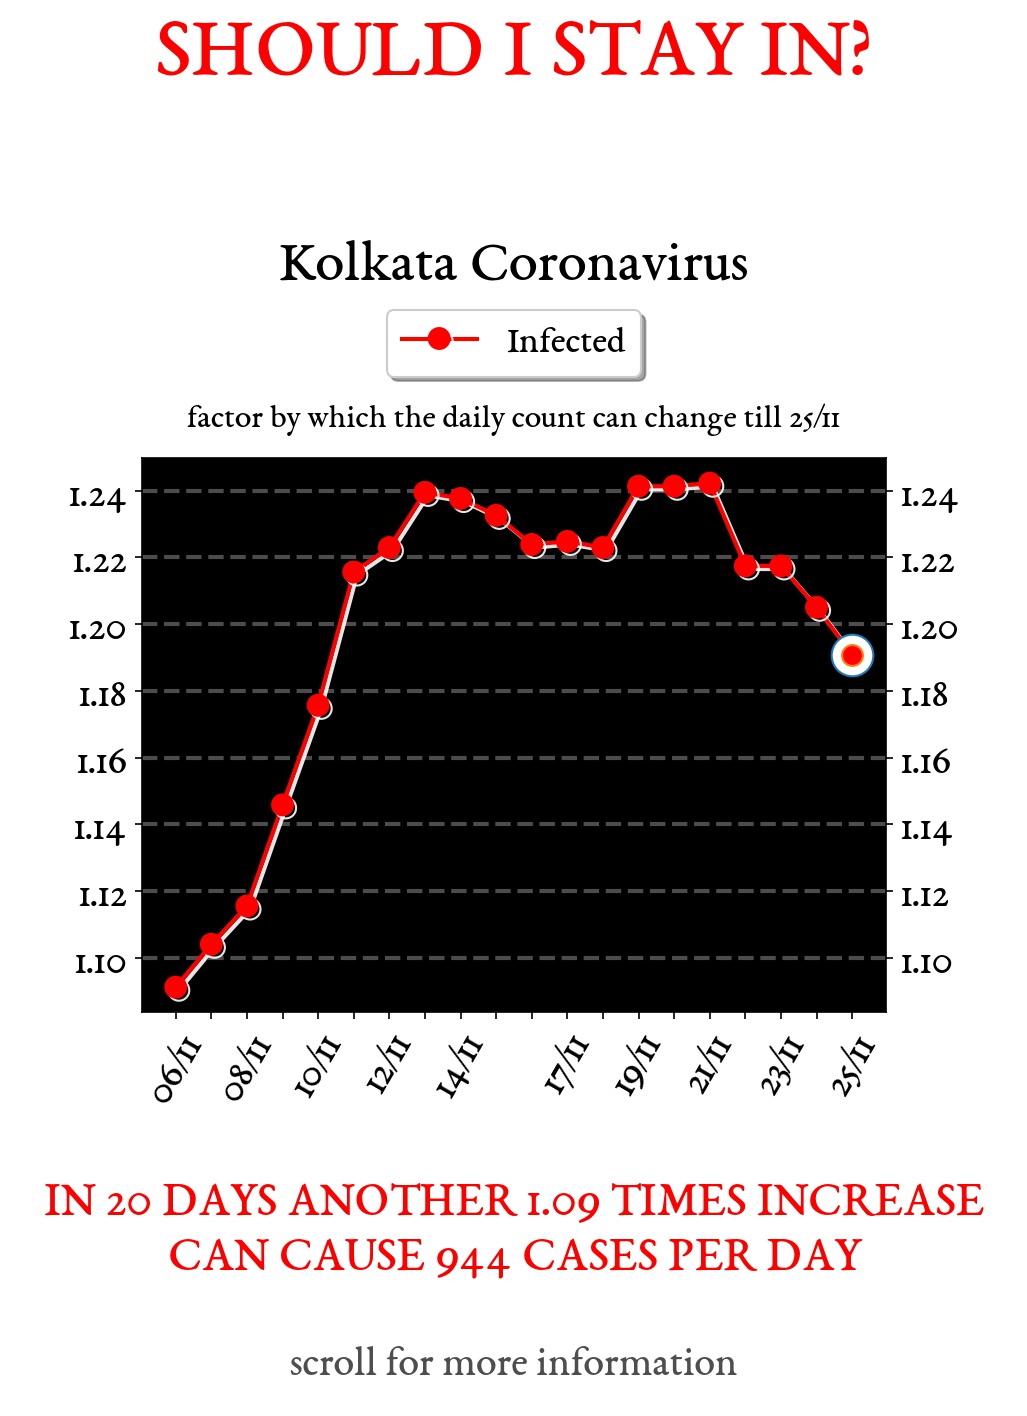 SHOULD I STAY IN?
Kolkata Coronavirus
Infected
factor by which the daily count can change till 25/11
1.24 1.24
1.22 1.22
1.20 1.20
1.18 1.18
1.16 1.16
1.14 1.14
1.12 1.12
1.10 1.10
06/11 08/11 10/11 12/11 14/11 17/11 19/11 21/11 23/11 25/11
IN 20 DAYS ANOTHER 1.09 TIMES INCREASE
CAN CAUSE 944 CASES PER DAY
scroll for more information